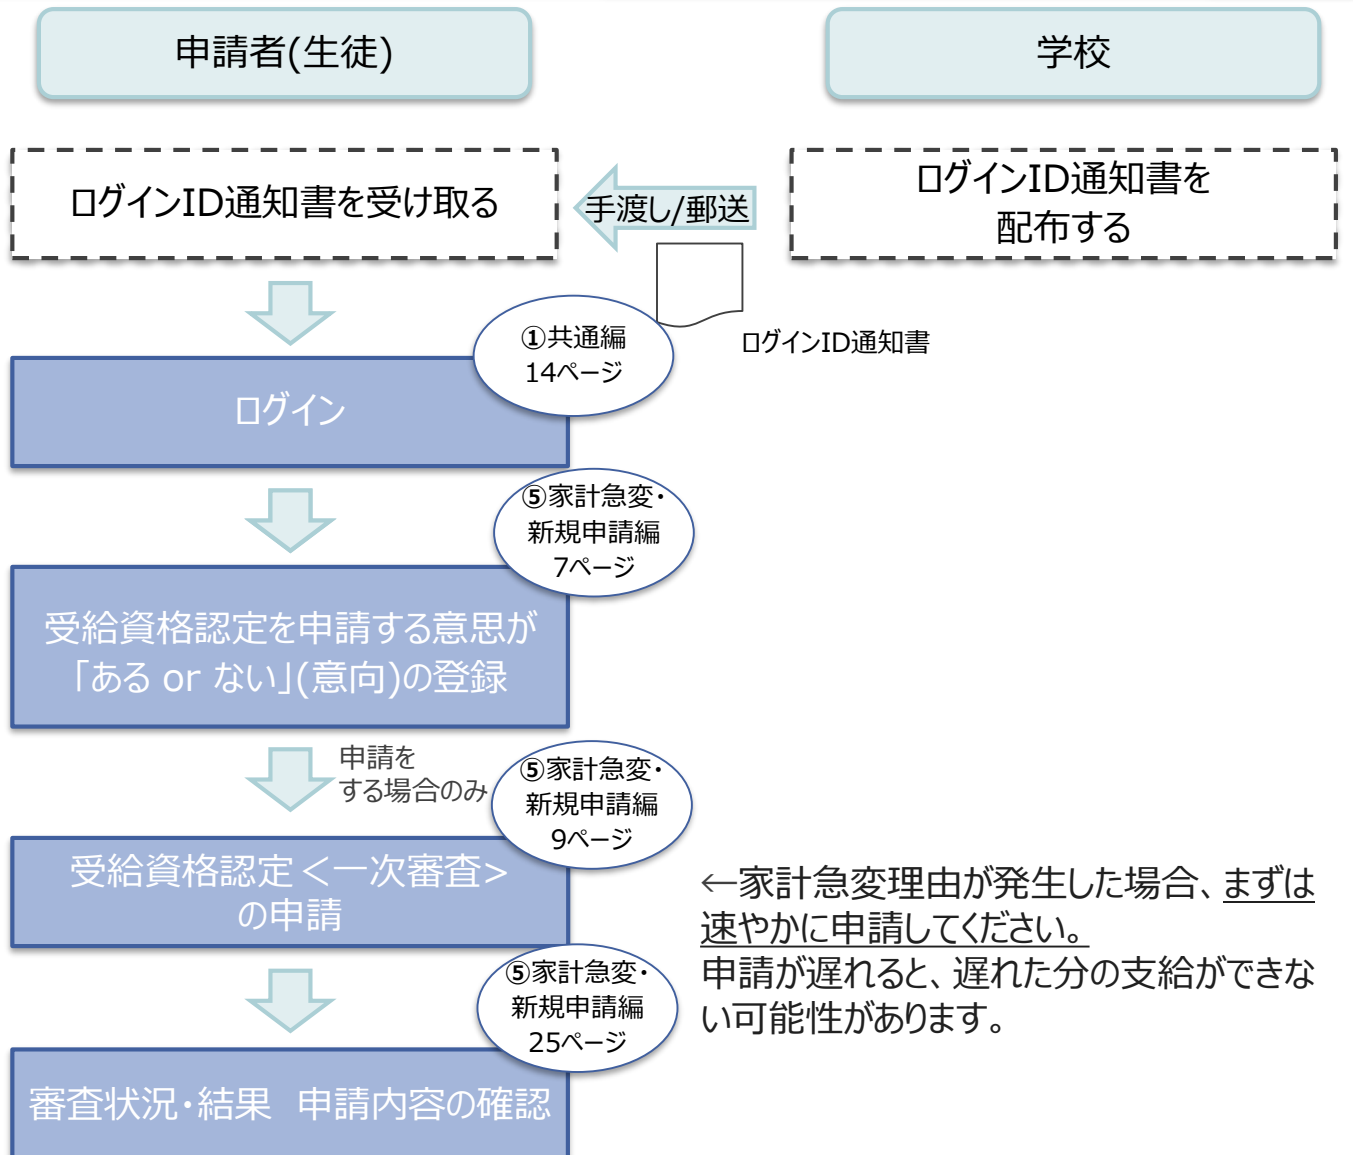 申請者(生徒)
学校
ログインID通知書を受け取る
手渡し/郵送
ログインID通知書を
配布する
ログインID通知書
①共通編
14ページ
ログイン
⑤家計急変・
新規申請編
7ページ
受給資格認定を申請する意思が
「ある or ない」(意向)の登録
申請を
する場合のみ
⑤家計急変・
新規申請編
9ページ
受給資格認定＜一次審査＞
の申請
←家計急変理由が発生した場合、まずは
速やかに申請してください。
申請が遅れると、遅れた分の支給ができな
い可能性があります。
⑤家計急変・
新規申請編
25ページ
審査状況・結果　申請内容の確認